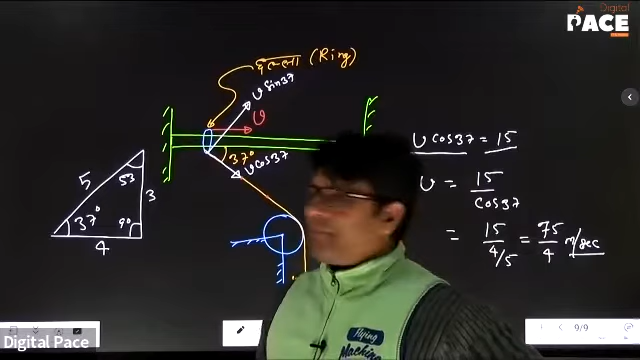 Digital
PACE
छल्ला (Ring)
υ sin37
υ
37°
υ cos37
5
53
3
37°
90
4
υ cos37 = 15
υ = 15/cos37
= 15/4/5 = 75/4 m/sec
Flying
Machine
9/9
Digital Pace